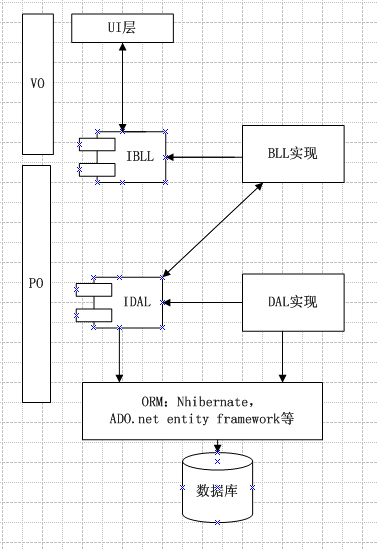 UI层
VO
IBLL
BLL实现
PO
IDAL
DAL实现
ORM：Nhibernate，
ADO.net entity framework等
数据库